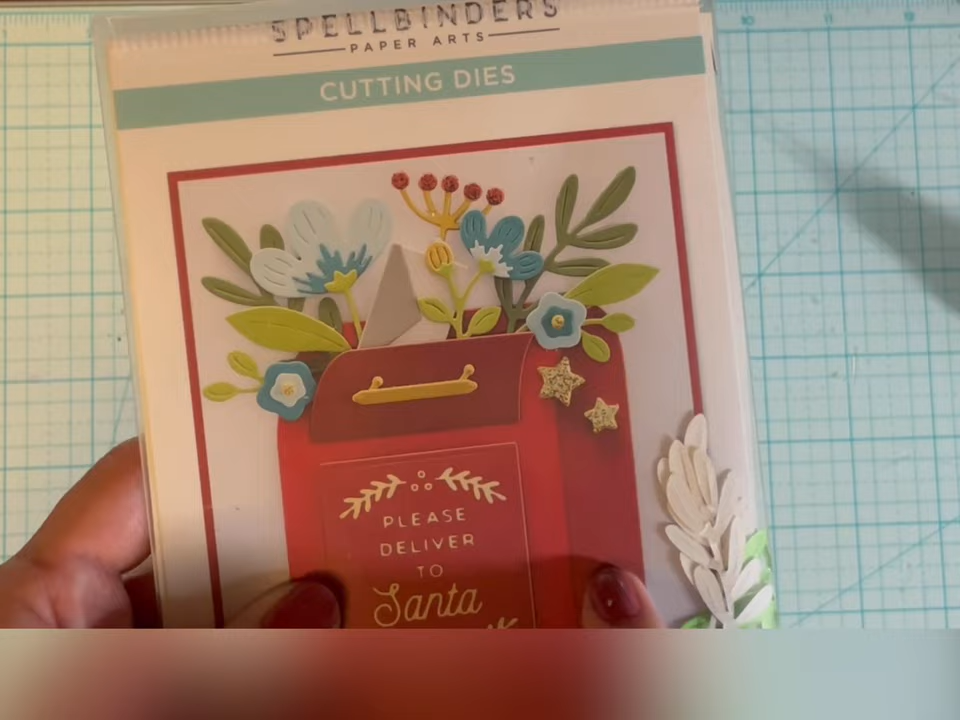 SPELLBINDERS
PAPER ARTS
CUTTING DIES
PLEASE
DELIVER
TO
Santa